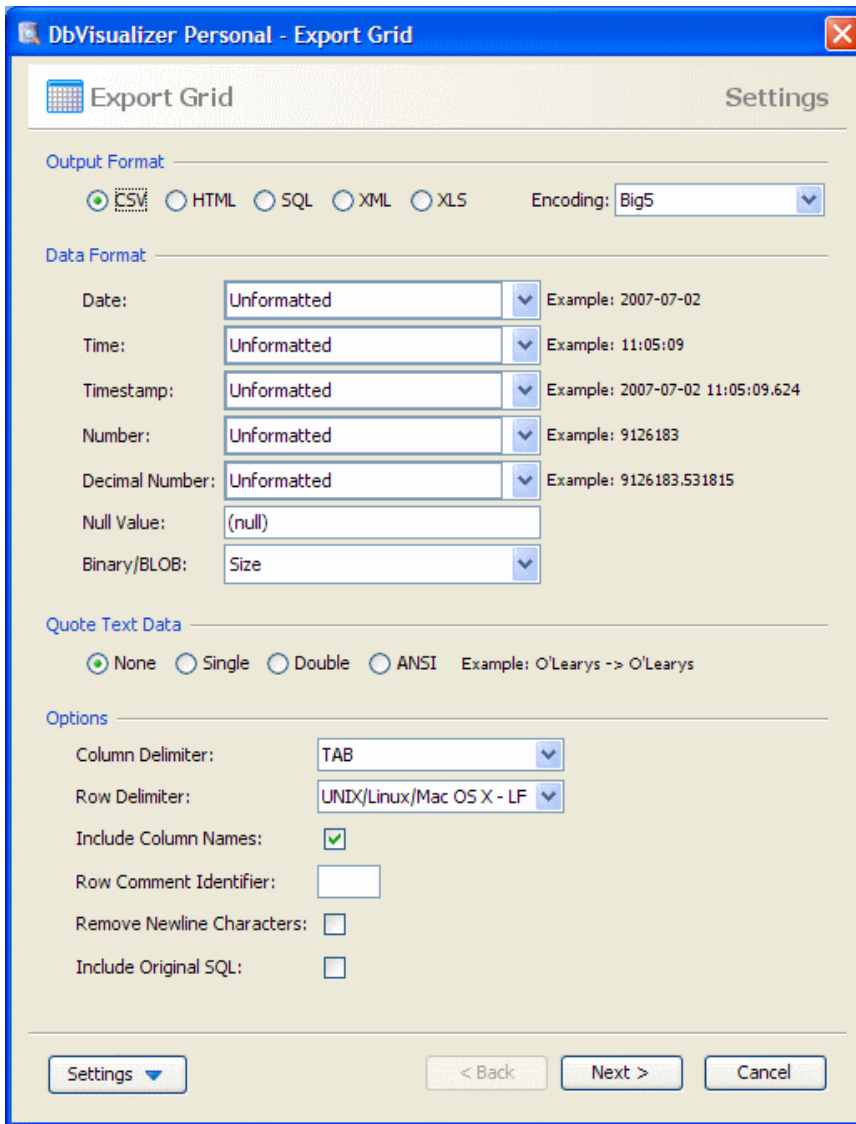 DbVisualizer Personal - Export Grid
Export Grid Settings
Output Format
CSV HTML SQL XML XLS Encoding: Big5
Data Format
Date: Unformatted Example: 2007-07-02
Time: Unformatted Example: 11:05:09
Timestamp: Unformatted Example: 2007-07-02 11:05:09.624
Number: Unformatted Example: 9126183
Decimal Number: Unformatted Example: 9126183.531815
Null Value: (null)
Binary/BLOB: Size
Quote Text Data
None Single Double ANSI Example: O'Learys -> O'Learys
Options
Column Delimiter: TAB
Row Delimiter: UNIX/Linux/Mac OS X - LF
Include Column Names:
Row Comment Identifier:
Remove Newline Characters:
Include Original SQL:
Settings < Back Next > Cancel